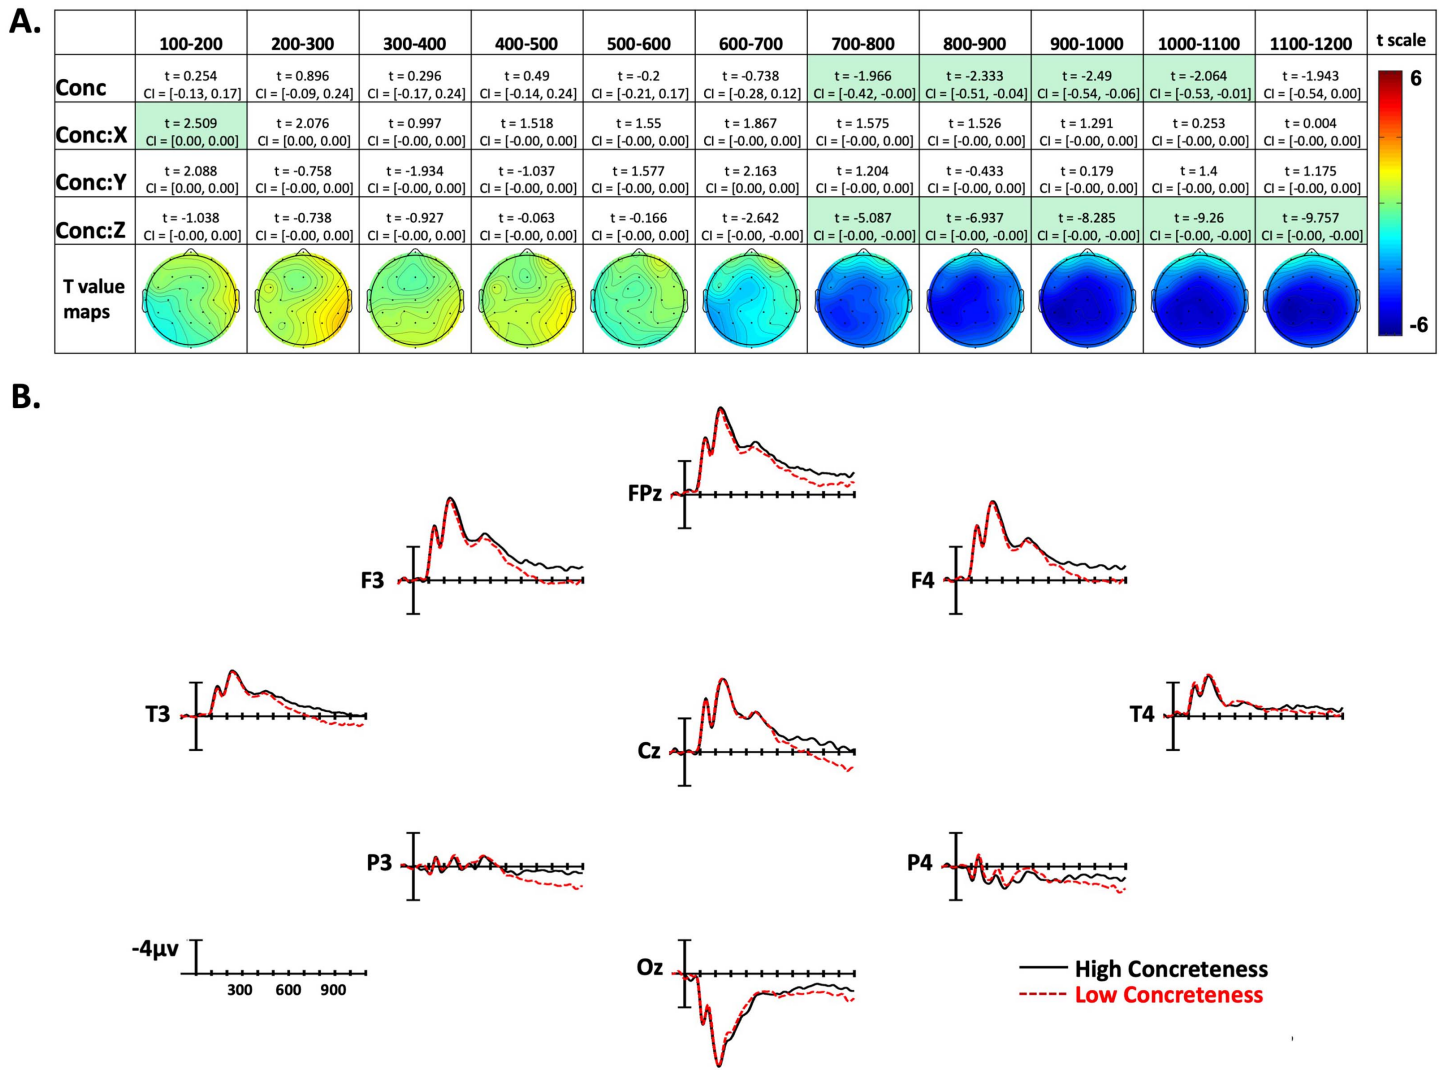 A.
100-200 200-300 300-400 400-500 500-600 600-700 700-800 800-900 900-1000 1000-1100 1100-1200 t scale
Conc t = 0.254 t = 0.896 t = 0.296 t = 0.49 t = -0.2 t = -0.738 t = -1.966 t = -2.333 t = -2.49 t = -2.064 t = -1.943
CI = [-0.13, 0.17] CI = [-0.09, 0.24] CI = [-0.17, 0.24] CI = [-0.14, 0.24] CI = [-0.21, 0.17] CI = [-0.28, 0.12] CI = [-0.42, -0.00] CI = [-0.51, -0.04] CI = [-0.54, -0.06] CI = [-0.53, -0.01] CI = [-0.54, 0.00]
6
Conc:X t = 2.509 t = 2.076 t = 0.997 t = 1.518 t = 1.55 t = 1.867 t = 1.575 t = 1.526 t = 1.291 t = 0.253 t = 0.004
CI = [0.00, 0.00] CI = [0.00, 0.00] CI = [-0.00, 0.00] CI = [-0.00, 0.00] CI = [-0.00, 0.00] CI = [-0.00, 0.00] CI = [-0.00, 0.00] CI = [-0.00, 0.00] CI = [-0.00, 0.00] CI = [-0.00, 0.00] CI = [-0.00, 0.00]
Conc:Y t = 2.088 t = -0.758 t = -1.934 t = -1.037 t = 1.577 t = 2.163 t = 1.204 t = -0.433 t = 0.179 t = 1.4 t = 1.175
CI = [0.00, 0.00] CI = [-0.00, 0.00] CI = [-0.00, 0.00] CI = [-0.00, 0.00] CI = [-0.00, 0.00] CI = [0.00, 0.00] CI = [-0.00, 0.00] CI = [-0.00, 0.00] CI = [-0.00, 0.00] CI = [-0.00, 0.00] CI = [-0.00, 0.00]
Conc:Z t = -1.038 t = -0.738 t = -0.927 t = -0.063 t = -0.166 t = -2.642 t = -5.087 t = -6.937 t = -8.285 t = -9.26 t = -9.757
CI = [-0.00, 0.00] CI = [-0.00, 0.00] CI = [-0.00, 0.00] CI = [-0.00, 0.00] CI = [-0.00, 0.00] CI = [-0.00, -0.00] CI = [-0.00, -0.00] CI = [-0.00, -0.00] CI = [-0.00, -0.00] CI = [-0.00, -0.00] CI = [-0.00, -0.00]
T value
maps
-6
B.
FPz
F3
F4
T3
T4
Cz
P3
P4
-4μv
Oz
300 600 900
High Concreteness
Low Concreteness